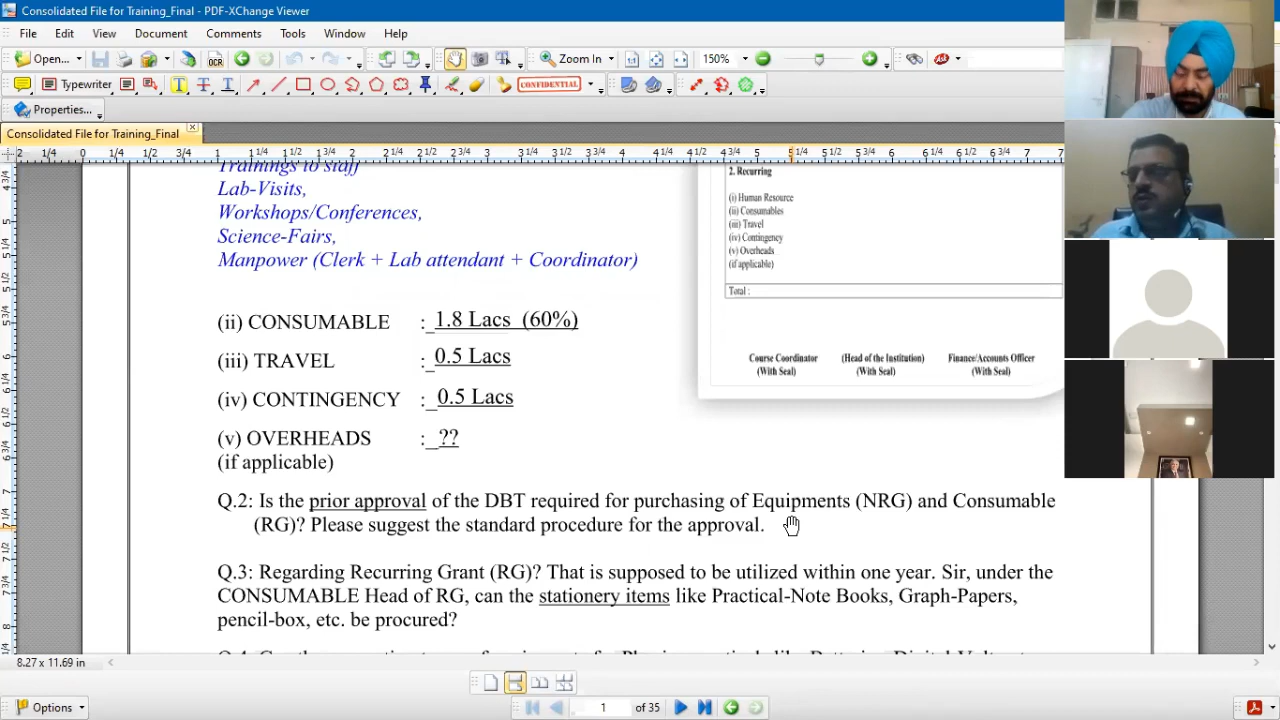 Consolidated File for Training_Final - PDF-XChange Viewer
File Edit View Document Comments Tools Window Help
Open... OCR Zoom In 150%
Typewriter CONFIDENTIAL
Properties...
Consolidated File for Training_Final
Trainings to staff
Lab-Visits,
Workshops/Conferences,
Science-Fairs,
Manpower (Clerk + Lab attendant + Coordinator)
(ii) CONSUMABLE : 1.8 Lacs (60%)
(iii) TRAVEL : 0.5 Lacs
(iv) CONTINGENCY : 0.5 Lacs
(v) OVERHEADS : ??
(if applicable)
2. Recurring
(i) Human Resource
(ii) Consumables
(iii) Travel
(iv) Contingency
(v) Overheads
(if applicable)
Total :
Course Coordinator (Head of the Institution) Finance/Accounts Officer
(With Seal) (With Seal) (With Seal)
Q.2: Is the prior approval of the DBT required for purchasing of Equipments (NRG) and Consumable
(RG)? Please suggest the standard procedure for the approval.
Q.3: Regarding Recurring Grant (RG)? That is supposed to be utilized within one year. Sir, under the
CONSUMABLE Head of RG, can the stationery items like Practical-Note Books, Graph-Papers,
pencil-box, etc. be procured?
8.27 x 11.69 in
Options 1 of 35